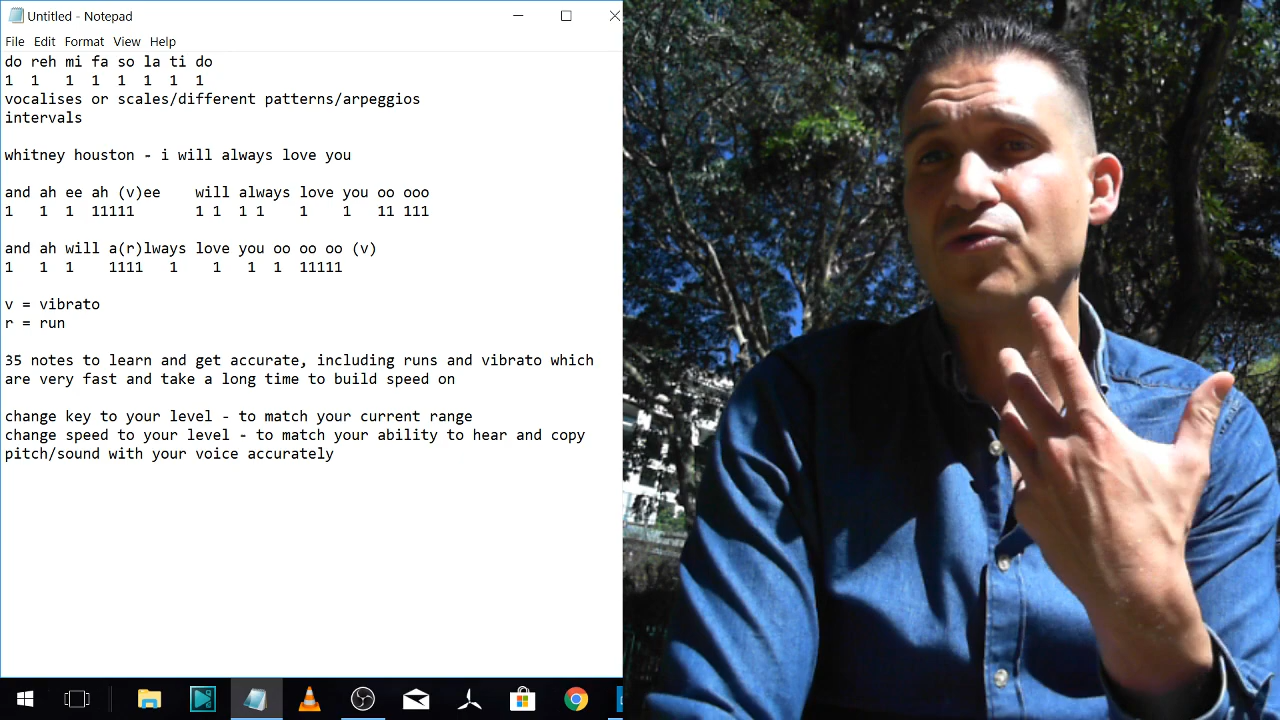 Untitled - Notepad
File Edit Format View Help
do reh mi fa so la ti do
1 1 1 1 1 1 1 1
vocalises or scales/different patterns/arpeggios
intervals
whitney houston - i will always love you
and ah ee ah (v)ee will always love you oo ooo
1 1 1 11111 1 1 1 1 1 1 11 111
and ah will a(r)lways love you oo oo oo (v)
1 1 1 1111 1 1 1 1 11111
v = vibrato
r = run
35 notes to learn and get accurate, including runs and vibrato which
are very fast and take a long time to build speed on
change key to your level - to match your current range
change speed to your level - to match your ability to hear and copy
pitch/sound with your voice accurately